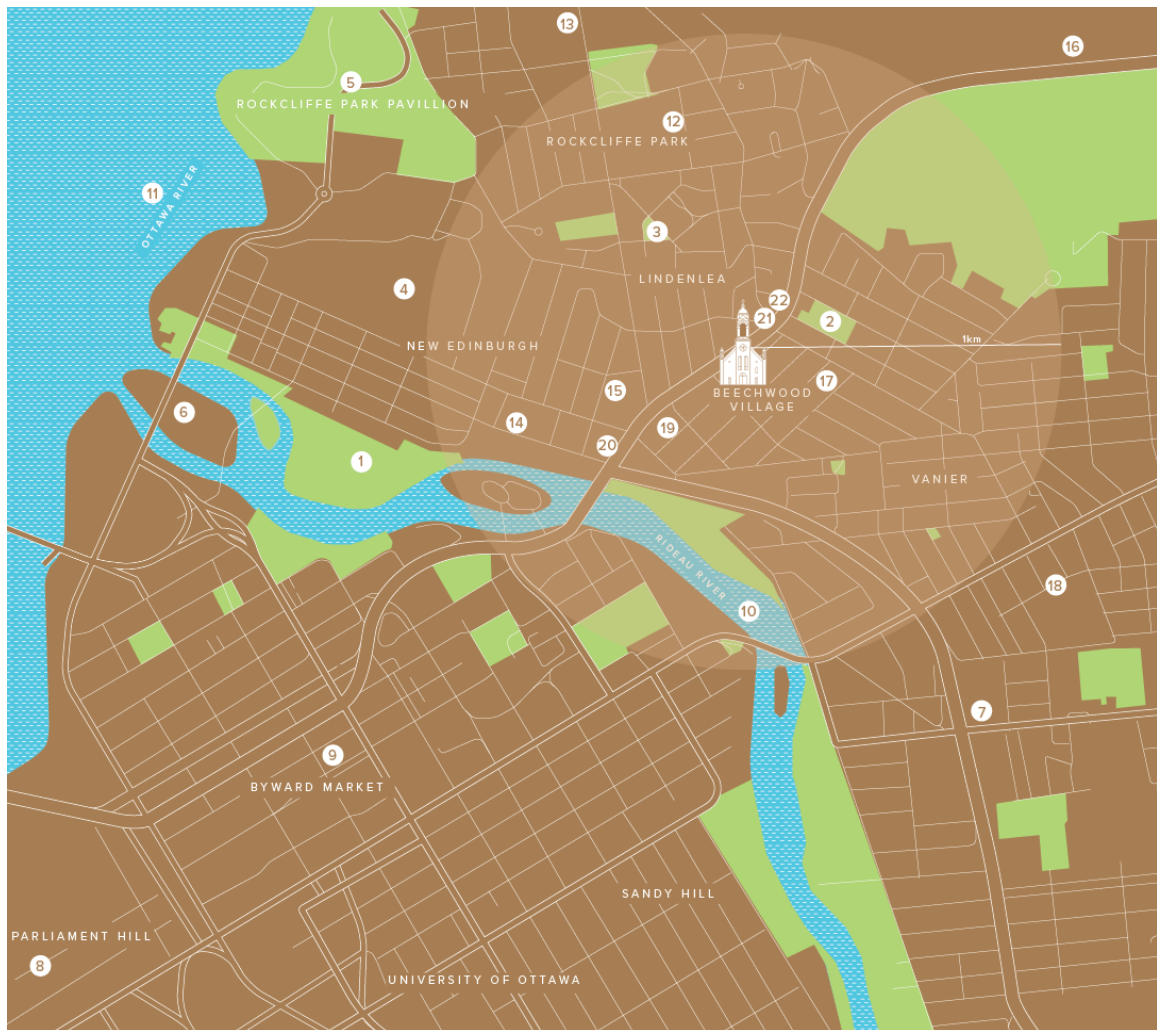 13
16
5
ROCKCLIFFE PARK PAVILLION
12
ROCKCLIFFE PARK
11
OTTAWA RIVER
3
LINDENLEA
4
22
21
2
NEW EDINBURGH
1km
17
BEECHWOOD
VILLAGE
15
6
14
19
20
1
VANIER
RIDEAU RIVER
18
10
7
9
BYWARD MARKET
SANDY HILL
PARLIAMENT HILL
8
UNIVERSITY OF OTTAWA